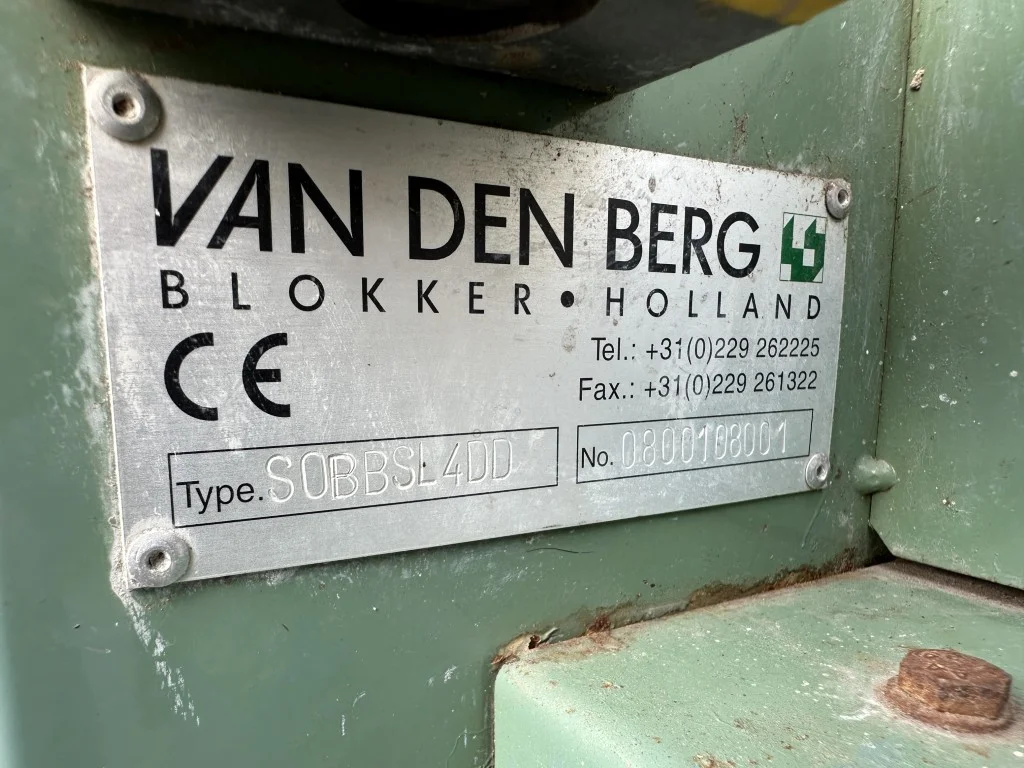 VAN DEN BERG
BLOKKER • HOLLAND
CE
Tel.: +31(0)229 262225
Fax.: +31(0)229 261322
Type. SOBBSL4DD
No. 0800108001